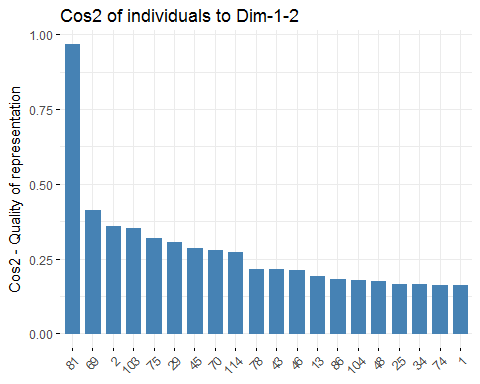 Cos2 of individuals to Dim-1-2
Cos2 - Quality of representation
1.00
0.75
0.50
0.25
0.00
81 69 2 103 75 29 45 70 114 78 43 46 13 86 104 48 25 34 74 1